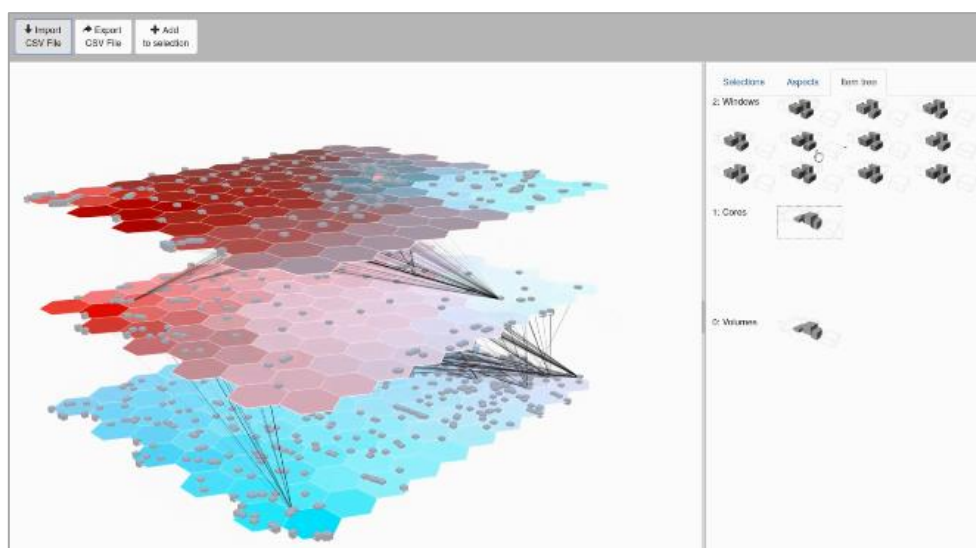 Import
CSV File
Export
CSV File
Add
to selection
Selections
Aspects
Item tree
2: Windows
1: Cores
0: Volumes